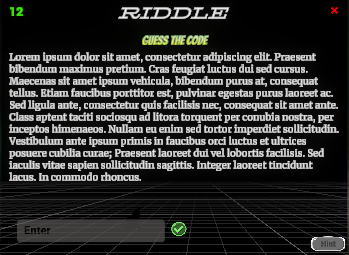 12
RIDDLE
×
GUESS THE CODE
Lorem ipsum dolor sit amet, consectetur adipiscing elit. Praesent
bibendum maximus pretium. Cras feugiat luctus dui sed cursus.
Maecenas sit amet ipsum vehicula, bibendum purus at, consequat
tellus. Etiam faucibus porttitor est, pulvinar egestas purus laoreet ac.
Sed ligula ante, consectetur quis facilisis nec, consequat sit amet ante.
Class aptent taciti sociosqu ad litora torquent per conubia nostra, per
inceptos himenaeos. Nullam eu enim sed tortor imperdiet sollicitudin.
Vestibulum ante ipsum primis in faucibus orci luctus et ultrices
posuere cubilia curae; Praesent laoreet dui vel lobortis facilisis. Sed
iaculis vitae sapien sollicitudin sagittis. Integer laoreet tincidunt
lacus. In commodo rhoncus.
Enter
Hint